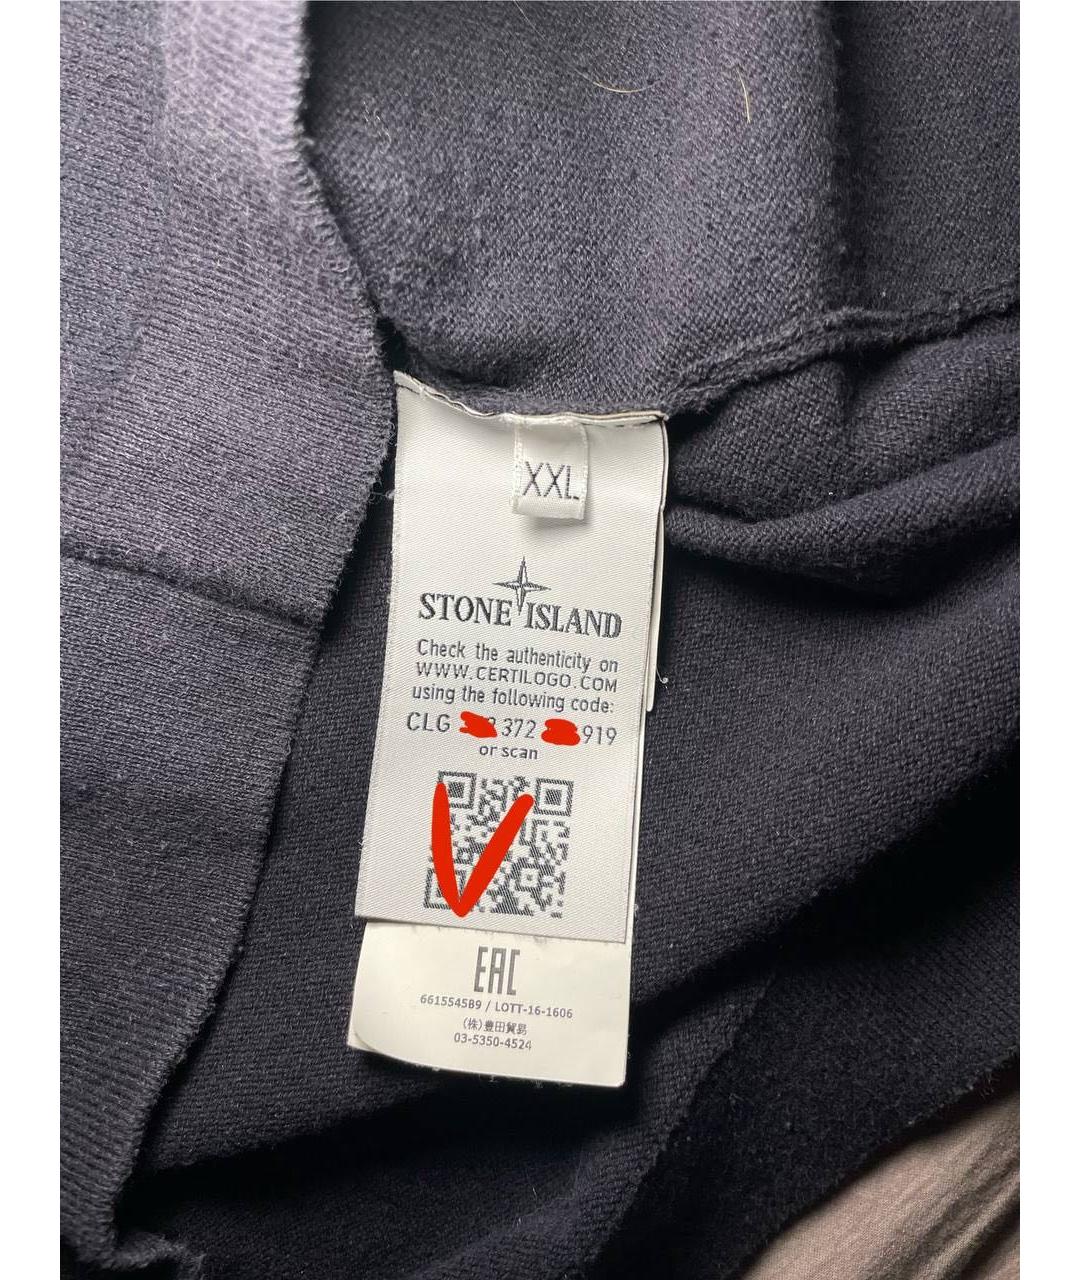 XXL
STONE ISLAND
Check the authenticity on
WWW.CERTILOGO.COM
using the following code:
CLG 372 919
or scan
EAC
6615545B9 / LOTT-16-1606
(株)豊田貿易
03-5350-4524